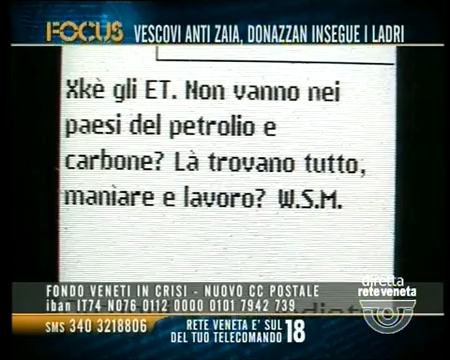 FOCUS VESCOVI ANTI ZAIA, DONAZZAN INSEGUE I LADRI
Xkè gli ET. Non vanno nei
paesi del petrolio e
carbone? Là trovano tutto,
maniare e lavoro? W.S.M.
FONDO VENETI IN CRISI - NUOVO CC POSTALE
iban IT74 N076 0112 0000 0101 7942 739
diretta
reteveneta
SMS 340 3218806
RETE VENETA E' SUL
DEL TUO TELECOMANDO 18